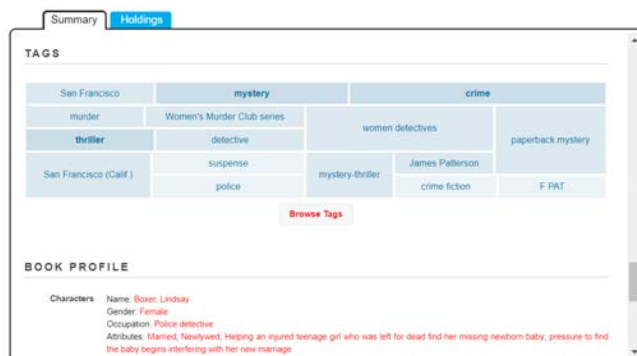 Summary Holdings
TAGS
San Francisco mystery crime
murder Women's Murder Club series women detectives paperback mystery
thriller detective
San Francisco (Calif.) suspense mystery-thriller James Patterson
police crime fiction F PAT
Browse Tags
BOOK PROFILE
Characters Name: Boxer, Lindsay
Gender: Female
Occupation: Police detective
Attributes: Married; Newlywed; Helping an injured teenage girl who was left for dead find her missing newborn baby; pressure to find
the baby begins interfering with her new marriage